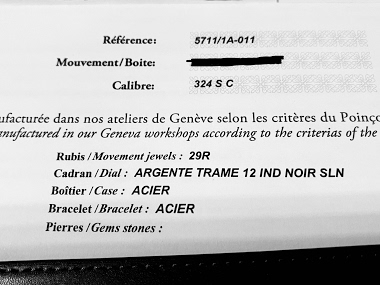 Référence: 5711/1A-011
Mouvement/Boite:
Calibre: 324 S C
ufacturée dans nos ateliers de Genève selon les critères du Poinço
anufactured in our Geneva workshops according to the criterias of the
Rubis / Movement jewels : 29R
Cadran / Dial : ARGENTE TRAME 12 IND NOIR SLN
Boîtier / Case : ACIER
Bracelet / Bracelet : ACIER
Pierres / Gems stones :